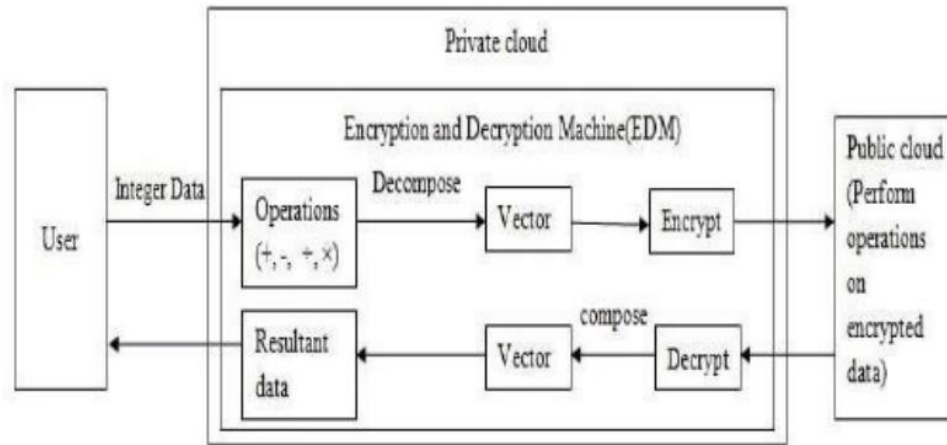 Private cloud
Encryption and Decryption Machine(EDM)
User
Integer Data
Operations
(+, -, ÷, ×)
Decompose
Vector
Encrypt
Public cloud
(Perform
operations
on
encrypted
data)
Resultant
data
Vector
compose
Decrypt